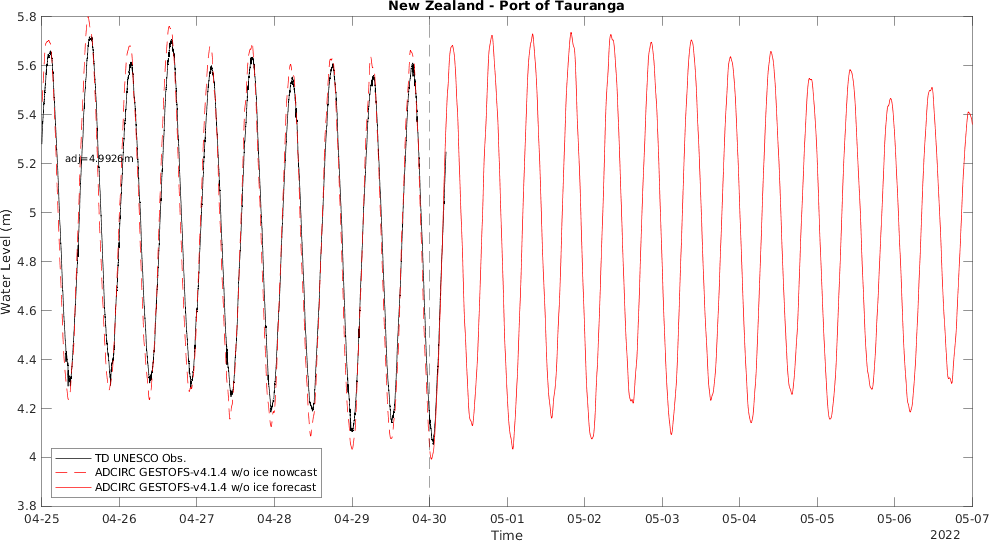 New Zealand - Port of Tauranga
5.8
5.6
5.4
5.2
5
4.8
4.6
4.4
4.2
4
3.8
Water Level (m)
adj=4.9926m
TD UNESCO Obs.
ADCIRC GESTOFS-v4.1.4 w/o ice nowcast
ADCIRC GESTOFS-v4.1.4 w/o ice forecast
04-25 04-26 04-27 04-28 04-29 04-30 05-01 05-02 05-03 05-04 05-05 05-06 05-07
Time
2022